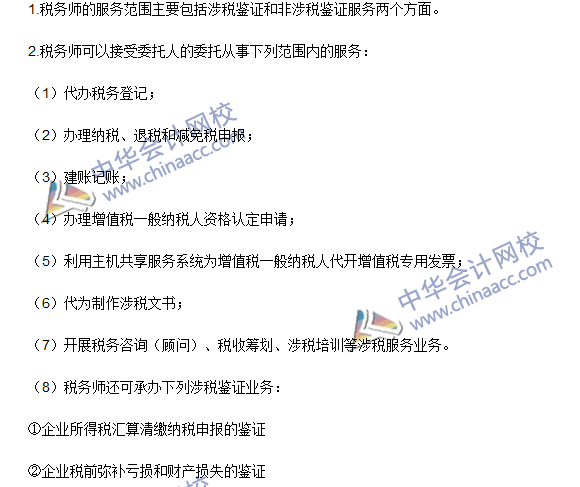 1.税务师的服务范围主要包括涉税鉴证和非涉税鉴证服务两个方面。
2.税务师可以接受委托人的委托从事下列范围内的服务：
（1）代办税务登记；
（2）办理纳税、退税和减免税申报；
（3）建账记账；
（4）办理增值税一般纳税人资格认定申请；
（5）利用主机共享服务系统为增值税一般纳税人代开增值税专用发票；
（6）代为制作涉税文书；
（7）开展税务咨询（顾问）、税收筹划、涉税培训等涉税服务业务。
（8）税务师还可承办下列涉税鉴证业务：
①企业所得税汇算清缴纳税申报的鉴证
②企业税前弥补亏损和财产损失的鉴证
中华会计网校
www.chinaacc.com
中华会计网校
www.chinaacc.com